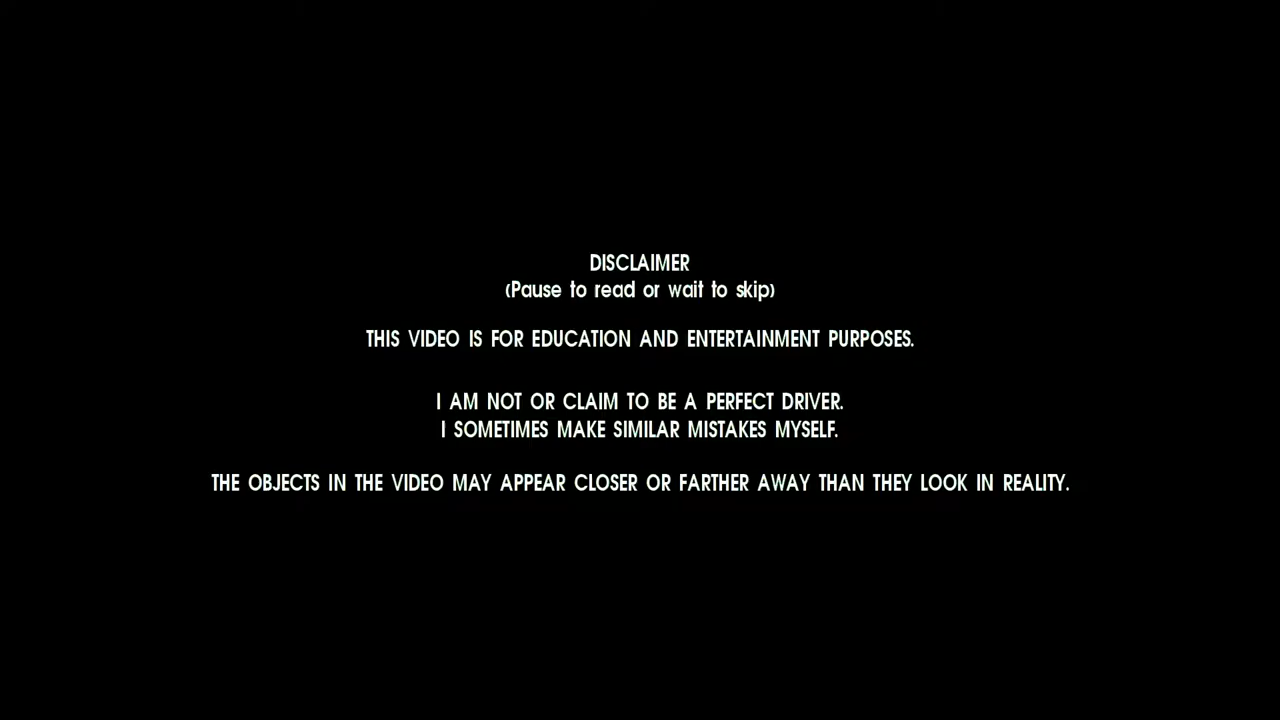 DISCLAIMER
(Pause to read or wait to skip)
THIS VIDEO IS FOR EDUCATION AND ENTERTAINMENT PURPOSES.
I AM NOT OR CLAIM TO BE A PERFECT DRIVER.
I SOMETIMES MAKE SIMILAR MISTAKES MYSELF.
THE OBJECTS IN THE VIDEO MAY APPEAR CLOSER OR FARTHER AWAY THAN THEY LOOK IN REALITY.